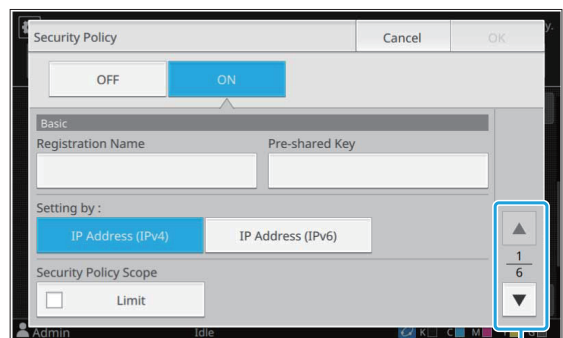 Security Policy Cancel OK y.
OFF ON
Basic
Registration Name Pre-shared Key
Setting by :
IP Address (IPv4) IP Address (IPv6)
1
6
Security Policy Scope
Limit
Admin Idle K C M